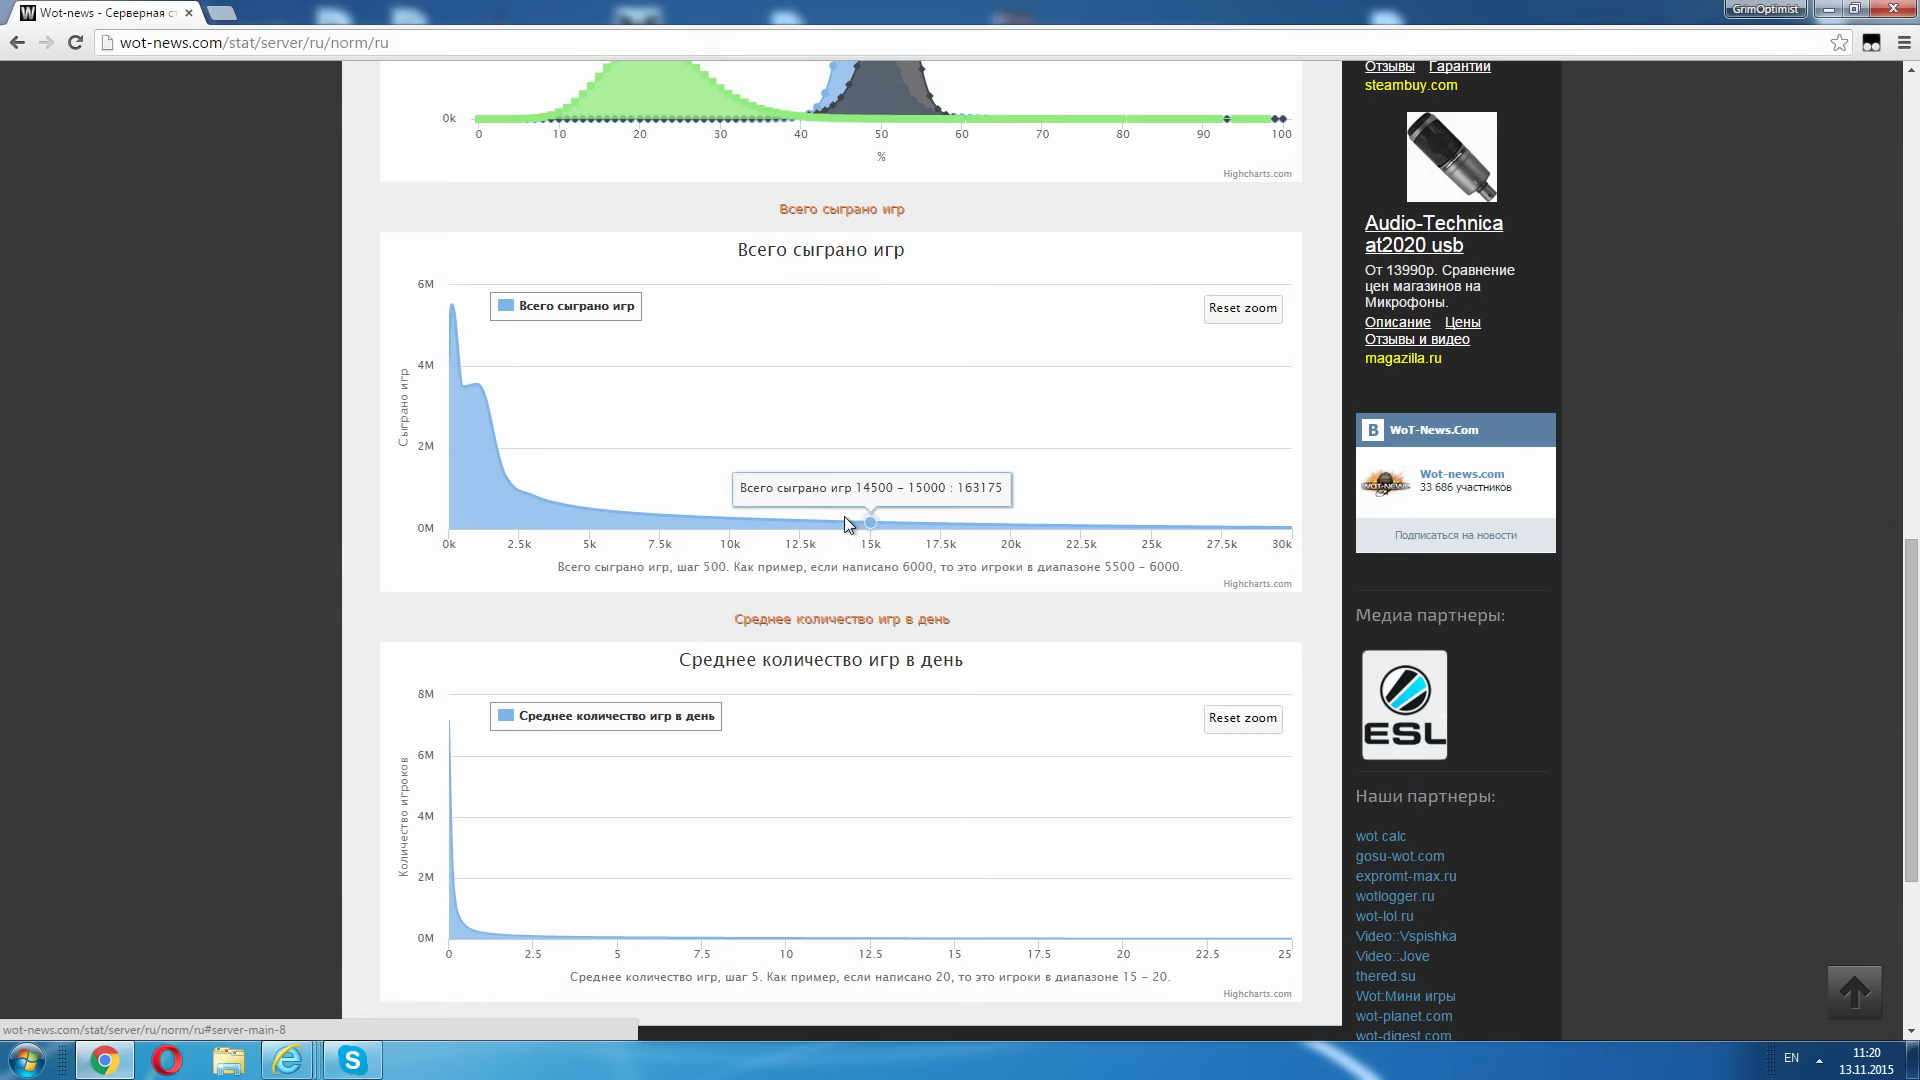 Wot-news - Серверная ст
GrimOptimist
wot-news.com/stat/server/ru/norm/ru
0k
0 10 20 30 40 50 60 70 80 90 100
%
Highcharts.com
Всего сыграно игр
Всего сыграно игр
6M
4M
2M
0M
Сыграно игр
Всего сыграно игр
Reset zoom
Всего сыграно игр 14500 - 15000 : 163175
0k 2.5k 5k 7.5k 10k 12.5k 15k 17.5k 20k 22.5k 25k 27.5k 30k
Всего сыграно игр, шаг 500. Как пример, если написано 6000, то это игроки в диапазоне 5500 - 6000.
Highcharts.com
Среднее количество игр в день
Среднее количество игр в день
8M
6M
4M
2M
0M
Количество игроков
Среднее количество игр в день
Reset zoom
0 2.5 5 7.5 10 12.5 15 17.5 20 22.5 25
Среднее количество игр, шаг 5. Как пример, если написано 20, то это игроки в диапазоне 15 - 20.
Highcharts.com
Отзывы Гарантии
steambuy.com
Audio-Technica
at2020 usb
От 13990р. Сравнение
цен магазинов на
Микрофоны.
Описание Цены
Отзывы и видео
magazilla.ru
B WoT-News.Com
WOT-NEWS
Wot-news.com
33 686 участников
Подписаться на новости
Медиа партнеры:
ESL
Наши партнеры:
wot calc
gosu-wot.com
expromt-max.ru
wotlogger.ru
wot-lol.ru
Video::Vspishka
Video::Jove
thered.su
Wot:Мини игры
wot-planet.com
wot-digest.com
wot-news.com/stat/server/ru/norm/ru#server-main-8
EN
11:20
13.11.2015